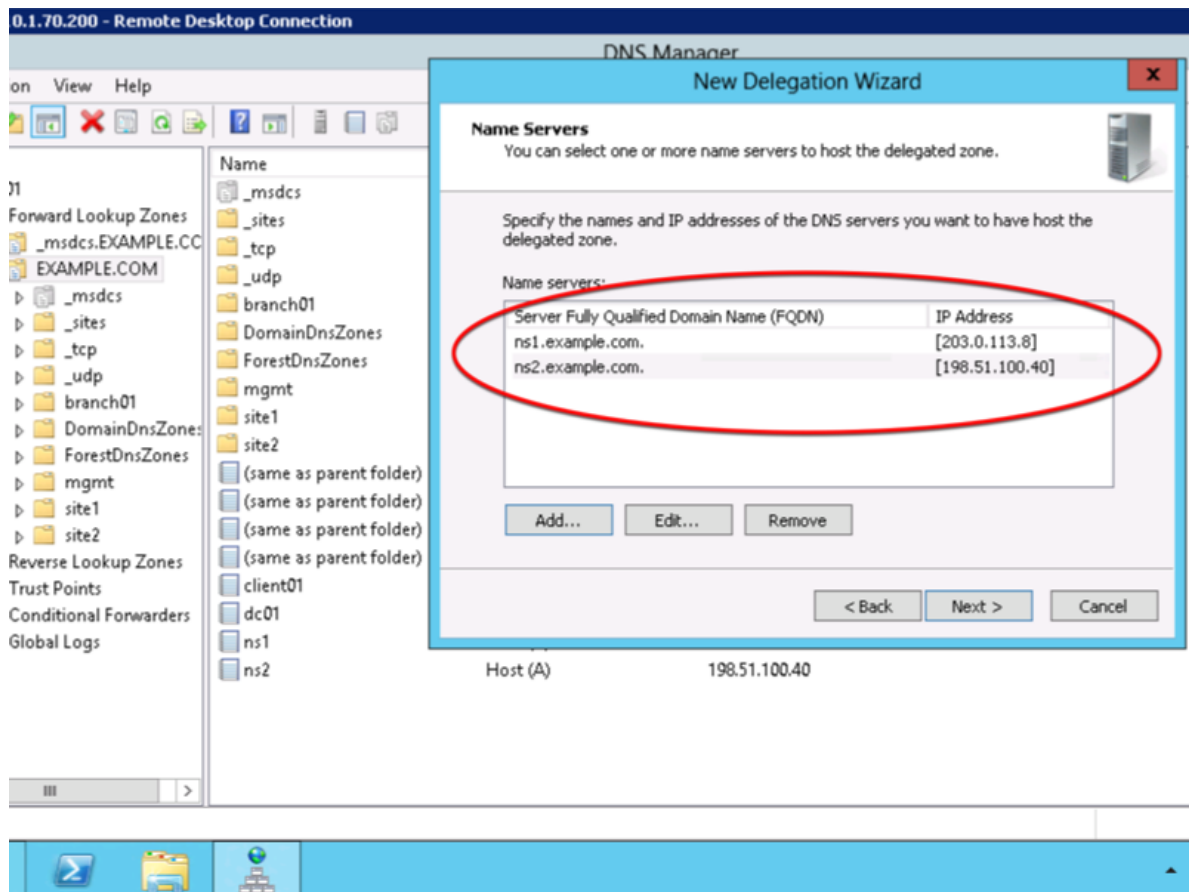 0.1.70.200 - Remote Desktop Connection
DNS Manager
on View Help
New Delegation Wizard
x
Name Servers
You can select one or more name servers to host the delegated zone.
Specify the names and IP addresses of the DNS servers you want to have host the
delegated zone.
Name servers:
Server Fully Qualified Domain Name (FQDN) IP Address
ns1.example.com. [203.0.113.8]
ns2.example.com. [198.51.100.40]
Add... Edit... Remove
< Back Next > Cancel
01
Forward Lookup Zones
_msdcs.EXAMPLE.CC
EXAMPLE.COM
_msdcs
_sites
_tcp
_udp
branch01
DomainDnsZone
ForestDnsZones
mgmt
site1
site2
Reverse Lookup Zones
Trust Points
Conditional Forwarders
Global Logs
Name
_msdcs
_sites
_tcp
_udp
branch01
DomainDnsZones
ForestDnsZones
mgmt
site1
site2
(same as parent folder)
(same as parent folder)
(same as parent folder)
(same as parent folder)
client01
dc01
ns1
ns2 Host (A) 198.51.100.40